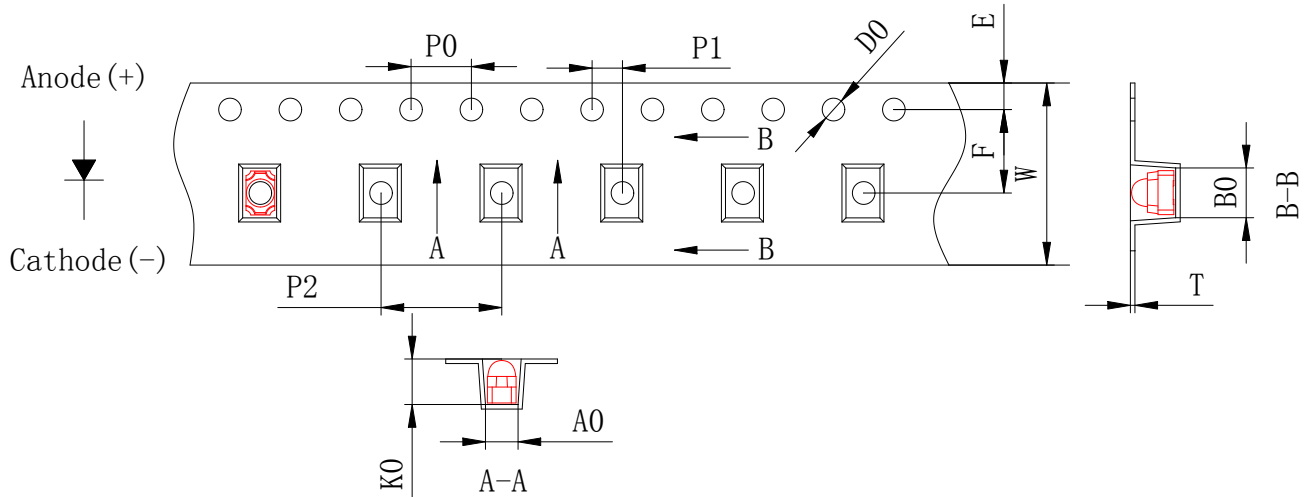 E
P0
P1
D0
Anode(+)
B
F
W
B0
B-B
A
A
B
Cathode(-)
P2
T
K0
A0
A-A